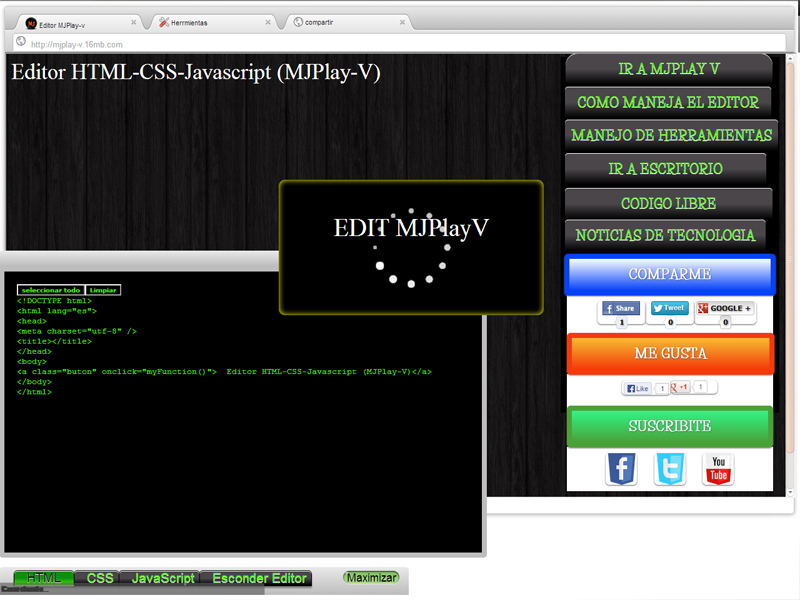 Editor MJPlay-v
Herrmientas
compartir
http://mjplay-v.16mb.com
Editor HTML-CSS-Javascript (MJPlay-V)
IR A MJPLAY V
COMO MANEJA EL EDITOR
MANEJO DE HERRAMIENTAS
IR A ESCRITORIO
CODIGO LIBRE
NOTICIAS DE TECNOLOGIA
EDIT MJPlayV
COMPARME
Share
Tweet
GOOGLE +
1
0
0
ME GUSTA
Like
1
+1
1
SUSCRIBITE
You
Tube
seleccionar todo
Limpiar
<!DOCTYPE html>
<html lang="es">
<head>
<meta charset="utf-8" />
<title></title>
</head>
<body>
<a class="buton" onclick="myFunction()">  Editor HTML-CSS-Javascript (MJPlay-V)</a>
</body>
</html>
HTML
CSS
JavaScript
Esconder Editor
Maximizar